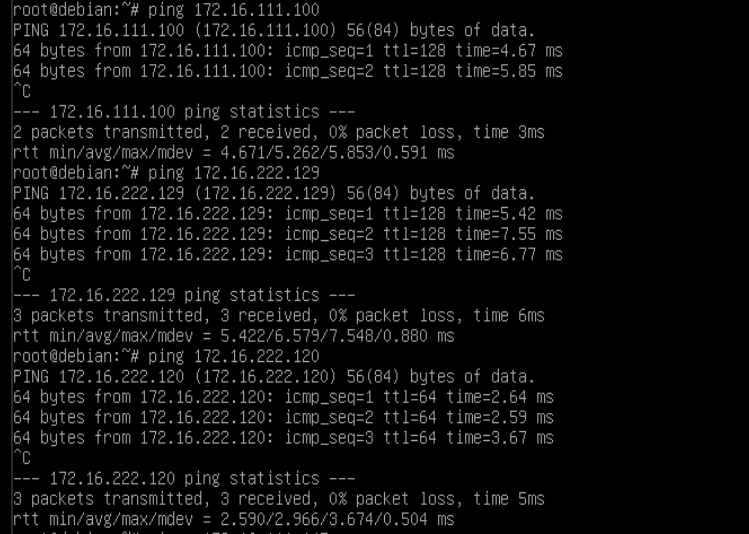 root@debian:~# ping 172.16.111.100
PING 172.16.111.100 (172.16.111.100) 56(84) bytes of data.
64 bytes from 172.16.111.100: icmp_seq=1 ttl=128 time=4.67 ms
64 bytes from 172.16.111.100: icmp_seq=2 ttl=128 time=5.85 ms
^C
--- 172.16.111.100 ping statistics ---
2 packets transmitted, 2 received, 0% packet loss, time 3ms
rtt min/avg/max/mdev = 4.671/5.262/5.853/0.591 ms
root@debian:~# ping 172.16.222.129
PING 172.16.222.129 (172.16.222.129) 56(84) bytes of data.
64 bytes from 172.16.222.129: icmp_seq=1 ttl=128 time=5.42 ms
64 bytes from 172.16.222.129: icmp_seq=2 ttl=128 time=7.55 ms
64 bytes from 172.16.222.129: icmp_seq=3 ttl=128 time=6.77 ms
^C
--- 172.16.222.129 ping statistics ---
3 packets transmitted, 3 received, 0% packet loss, time 6ms
rtt min/avg/max/mdev = 5.422/6.579/7.548/0.880 ms
root@debian:~# ping 172.16.222.120
PING 172.16.222.120 (172.16.222.120) 56(84) bytes of data.
64 bytes from 172.16.222.120: icmp_seq=1 ttl=64 time=2.64 ms
64 bytes from 172.16.222.120: icmp_seq=2 ttl=64 time=2.59 ms
64 bytes from 172.16.222.120: icmp_seq=3 ttl=64 time=3.67 ms
^C
--- 172.16.222.120 ping statistics ---
3 packets transmitted, 3 received, 0% packet loss, time 5ms
rtt min/avg/max/mdev = 2.590/2.966/3.674/0.504 ms